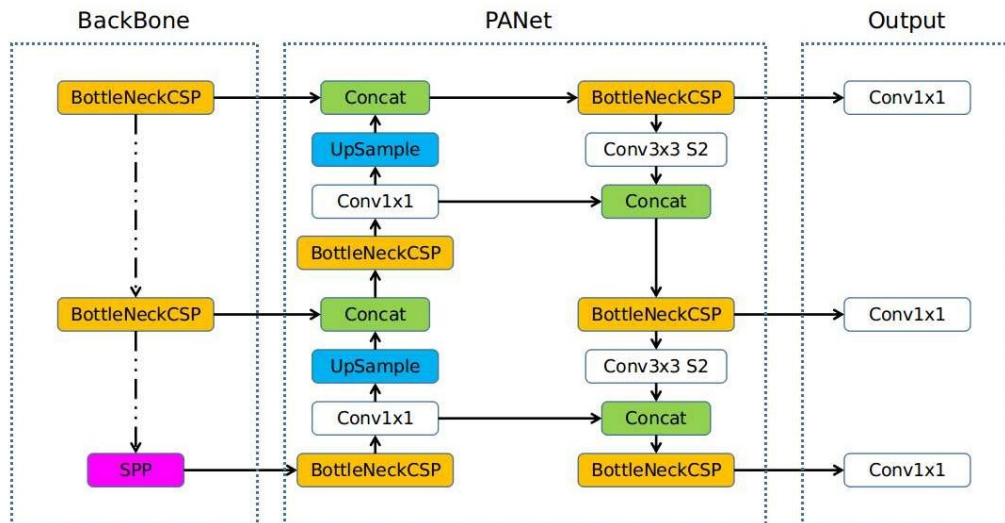 BackBone
PANet
Output
BottleNeckCSP
Concat
BottleNeckCSP
Conv1x1
UpSample
Conv3x3 S2
Conv1x1
Concat
BottleNeckCSP
BottleNeckCSP
Concat
BottleNeckCSP
Conv1x1
UpSample
Conv3x3 S2
Conv1x1
Concat
SPP
BottleNeckCSP
BottleNeckCSP
Conv1x1